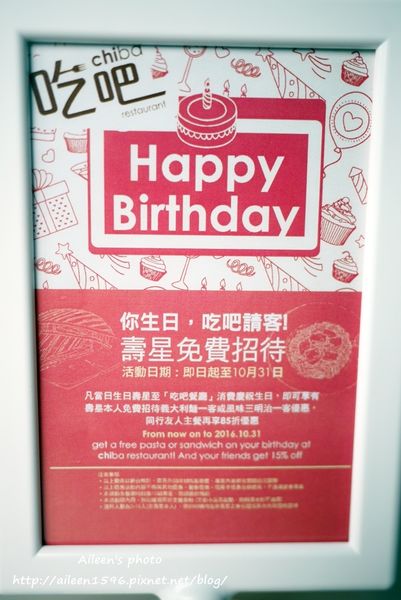 吃吧
chiba
restaurant
Happy
Birthday
你生日，吃吧請客!
壽星免費招待
活動日期：即日起至10月31日
凡當日生日壽星至「吃吧餐廳」消費慶祝生日，即可享有
壽星本人免費招待義大利麵一客或風味三明治一客優惠，
同行友人主餐再享85折優惠
From now on to 2016.10.31
get a free pasta or sandwich on your birthday at
chiba restaurant! And your friends get 15% off
Aileen's photo
http://aileen1596.pixnet.net/blog/